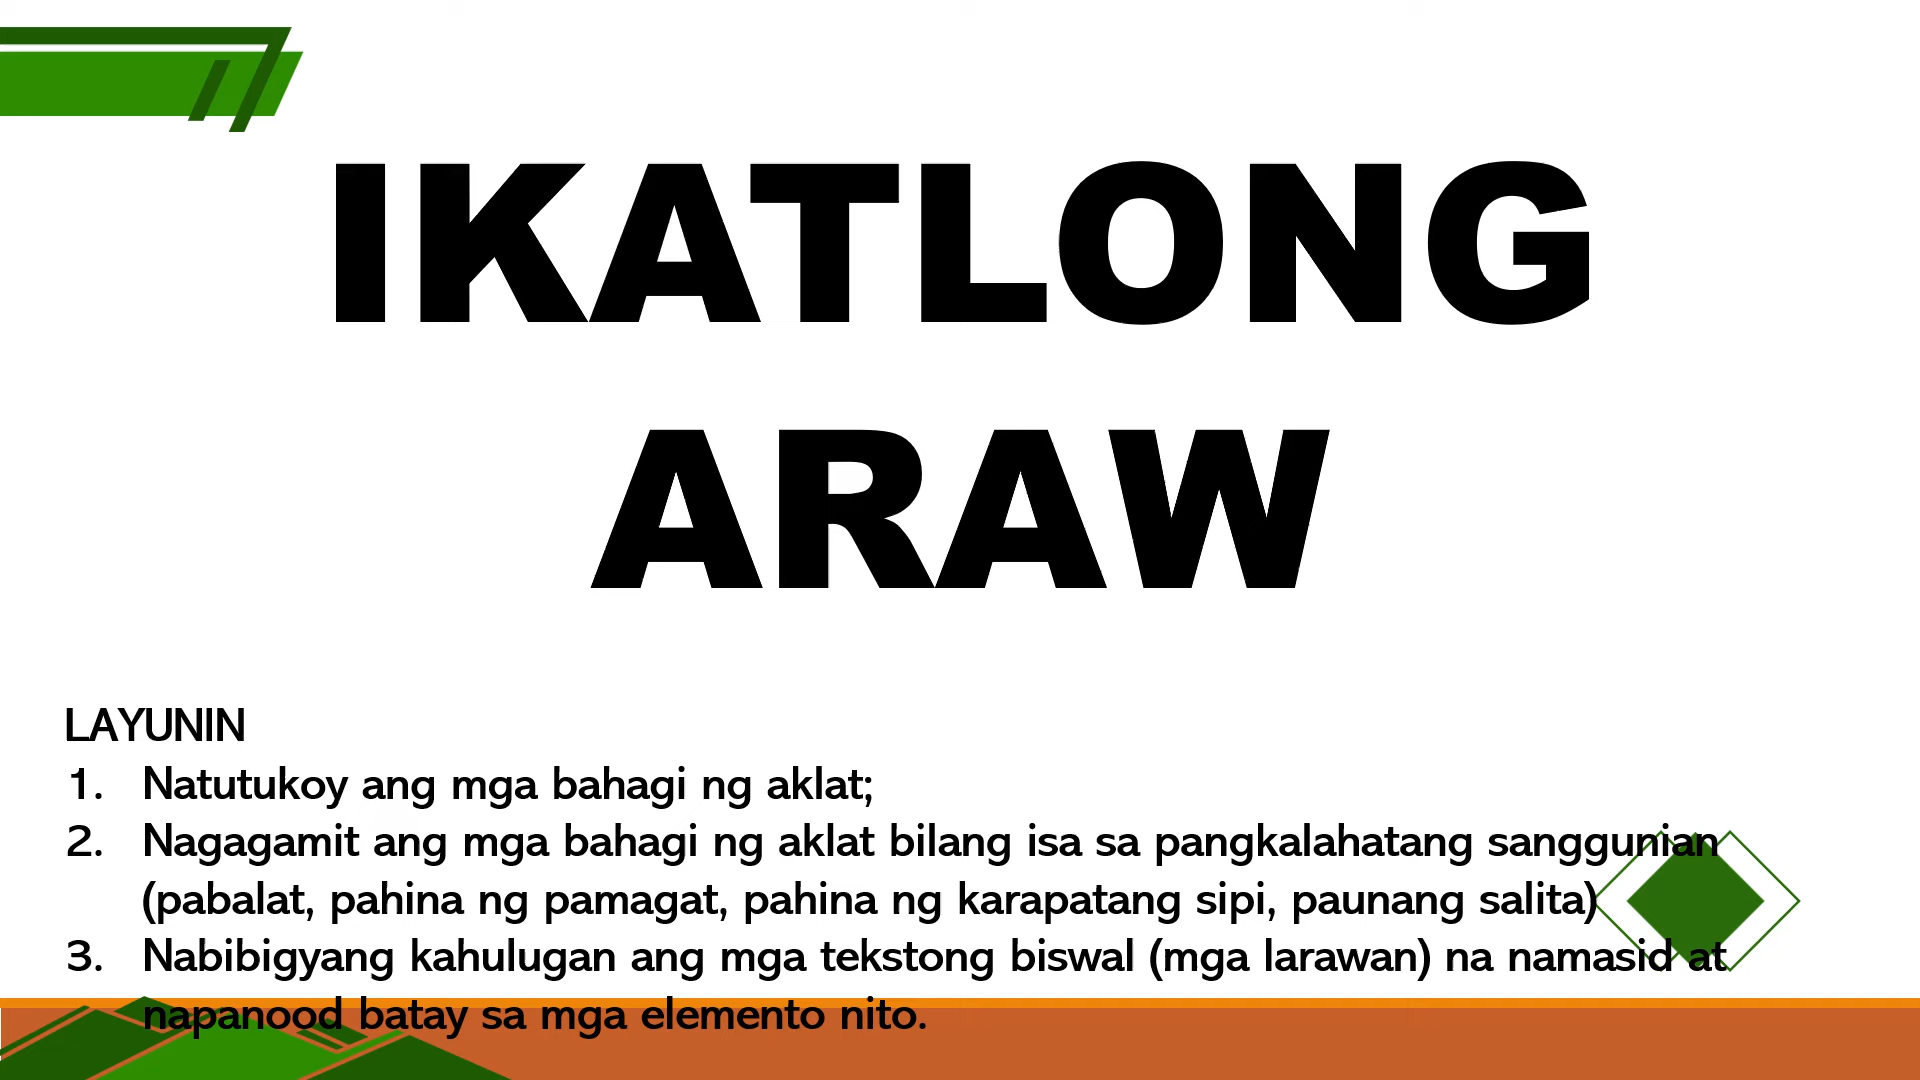 IKATLONG
ARAW
LAYUNIN
1. Natutukoy ang mga bahagi ng aklat;
2. Nagagamit ang mga bahagi ng aklat bilang isa sa pangkalahatang sanggunian
(pabalat, pahina ng pamagat, pahina ng karapatang sipi, paunang salita)
3. Nabibigyang kahulugan ang mga tekstong biswal (mga larawan) na namasid at
napanood batay sa mga elemento nito.